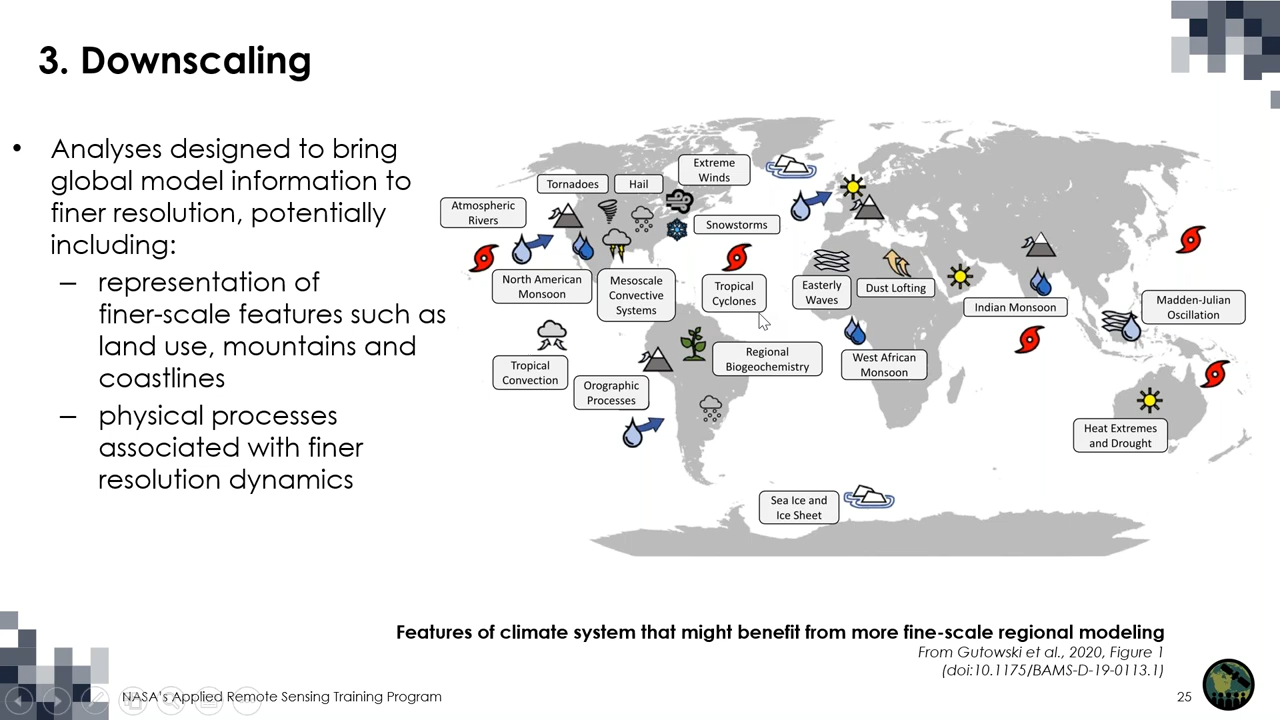 3. Downscaling
• Analyses designed to bring
global model information to
finer resolution, potentially
including:
– representation of
finer-scale features such as
land use, mountains and
coastlines
– physical processes
associated with finer
resolution dynamics
Extreme
Winds
Tornadoes
Hail
Atmospheric
Rivers
Snowstorms
North American
Monsoon
Mesoscale
Convective
Systems
Tropical
Cyclones
Easterly
Waves
Dust Lofting
Indian Monsoon
Madden-Julian
Oscillation
Tropical
Convection
Orographic
Processes
Regional
Biogeochemistry
West African
Monsoon
Heat Extremes
and Drought
Sea Ice and
Ice Sheet
Features of climate system that might benefit from more fine-scale regional modeling
From Gutowski et al., 2020, Figure 1
(doi:10.1175/BAMS-D-19-0113.1)
NASA's Applied Remote Sensing Training Program
25